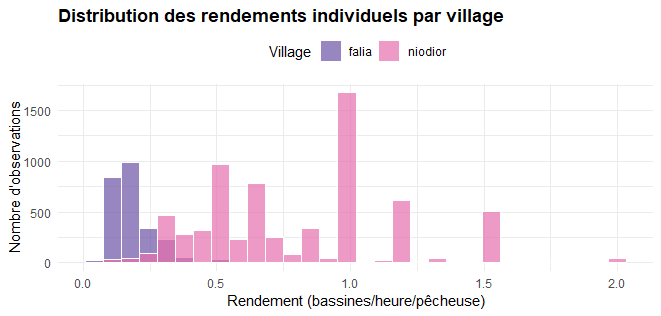 Distribution des rendements individuels par village
Village falia niodior
Nombre d'observations
1500
1000
500
0
0.0 0.5 1.0 1.5 2.0
Rendement (bassines/heure/pêcheuse)